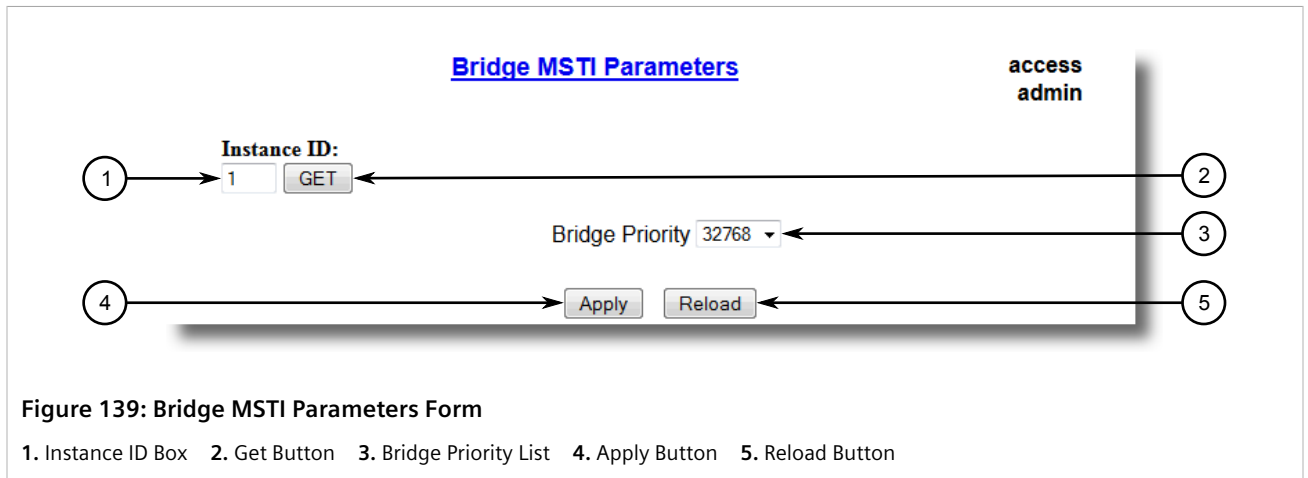 Bridge MSTI Parameters
access
admin
Instance ID:
1 1 GET 2
Bridge Priority 32768 3
4 Apply Reload 5
Figure 139: Bridge MSTI Parameters Form
1. Instance ID Box 2. Get Button 3. Bridge Priority List 4. Apply Button 5. Reload Button